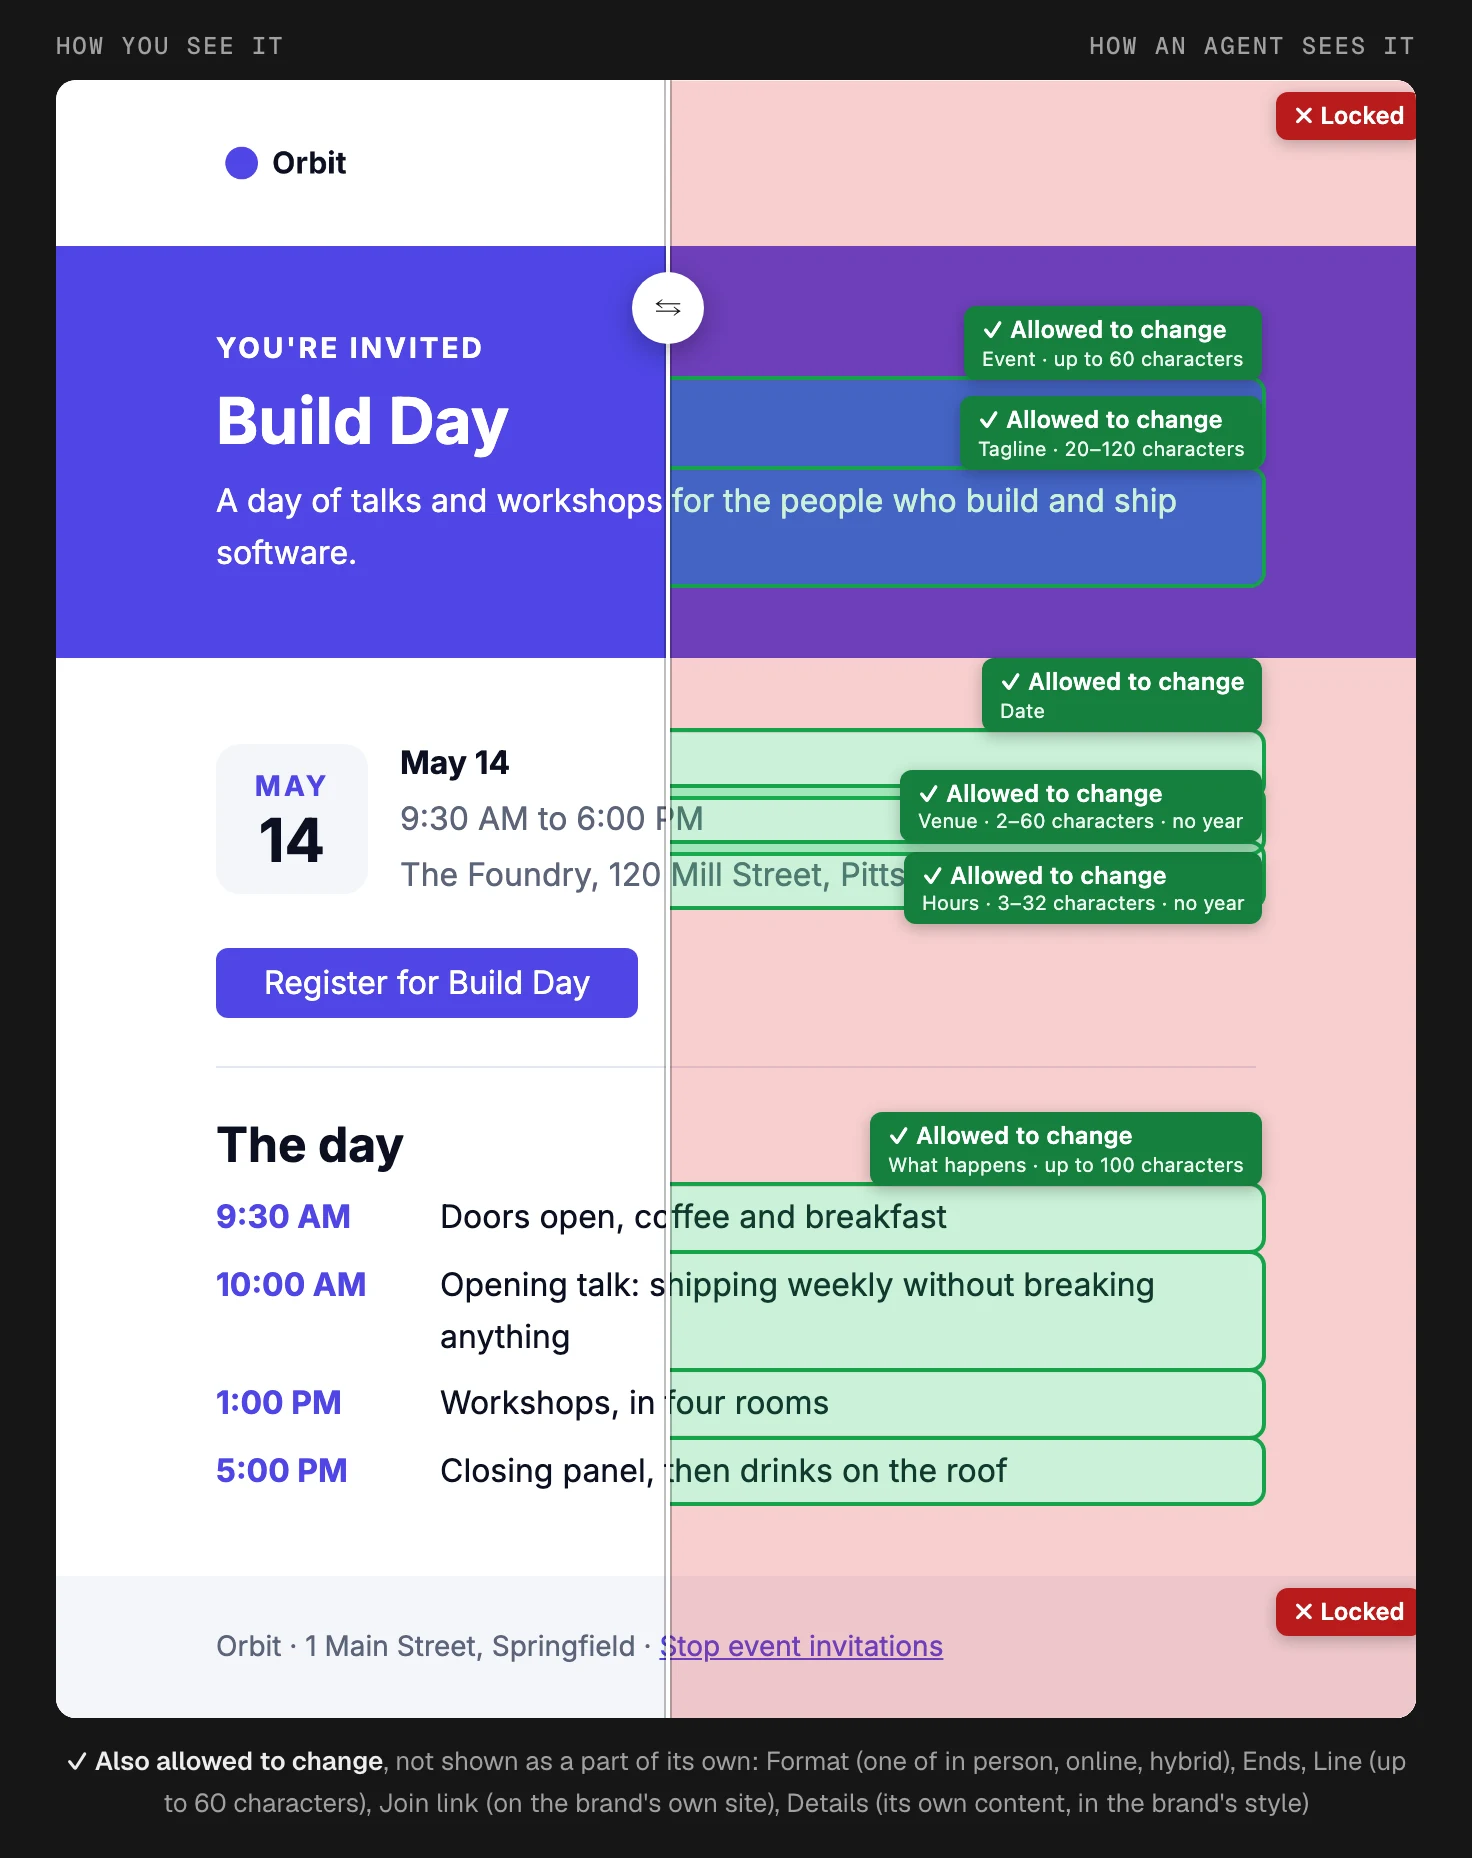 HOW YOU SEE IT
HOW AN AGENT SEES IT
✕ Locked
Orbit
YOU'RE INVITED
✓ Allowed to change
Event · up to 60 characters
Build Day
✓ Allowed to change
Tagline · 20–120 characters
A day of talks and workshops for the people who build and ship
software.
✓ Allowed to change
Date
MAY
14
May 14
9:30 AM to 6:00 PM
✓ Allowed to change
Venue · 2–60 characters · no year
The Foundry, 120 Mill Street, Pitts
✓ Allowed to change
Hours · 3–32 characters · no year
Register for Build Day
The day
✓ Allowed to change
What happens · up to 100 characters
9:30 AM Doors open, coffee and breakfast
10:00 AM Opening talk: shipping weekly without breaking
anything
1:00 PM Workshops, in four rooms
5:00 PM Closing panel, then drinks on the roof
✕ Locked
Orbit · 1 Main Street, Springfield · Stop event invitations
✓ Also allowed to change, not shown as a part of its own: Format (one of in person, online, hybrid), Ends, Line (up
to 60 characters), Join link (on the brand's own site), Details (its own content, in the brand's style)